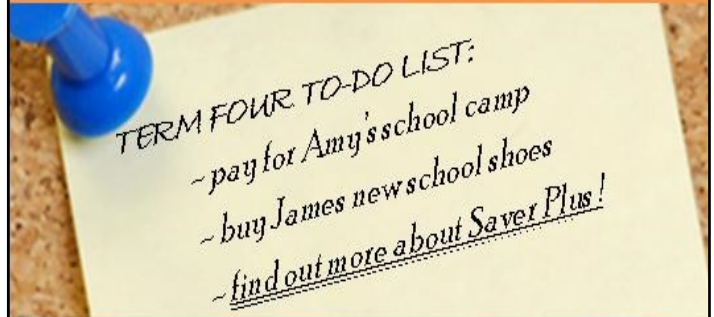 TERM FOUR TO-DO LIST:
~pay for Amy's school camp
~buy James new school shoes
~find out more about Saver Plus!